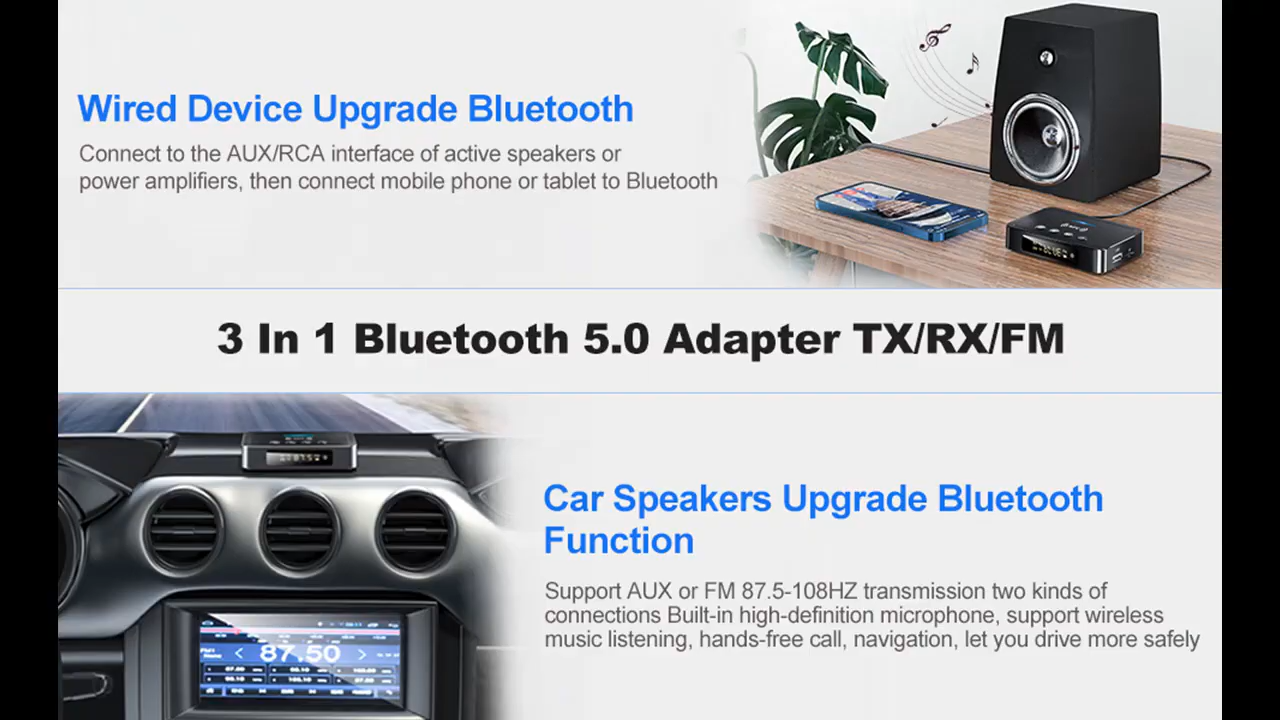 Wired Device Upgrade Bluetooth
Connect to the AUX/RCA interface of active speakers or
power amplifiers, then connect mobile phone or tablet to Bluetooth
3 In 1 Bluetooth 5.0 Adapter TX/RX/FM
Car Speakers Upgrade Bluetooth
Function
Support AUX or FM 87.5-108HZ transmission two kinds of
connections Built-in high-definition microphone, support wireless
music listening, hands-free call, navigation, let you drive more safely
87.50